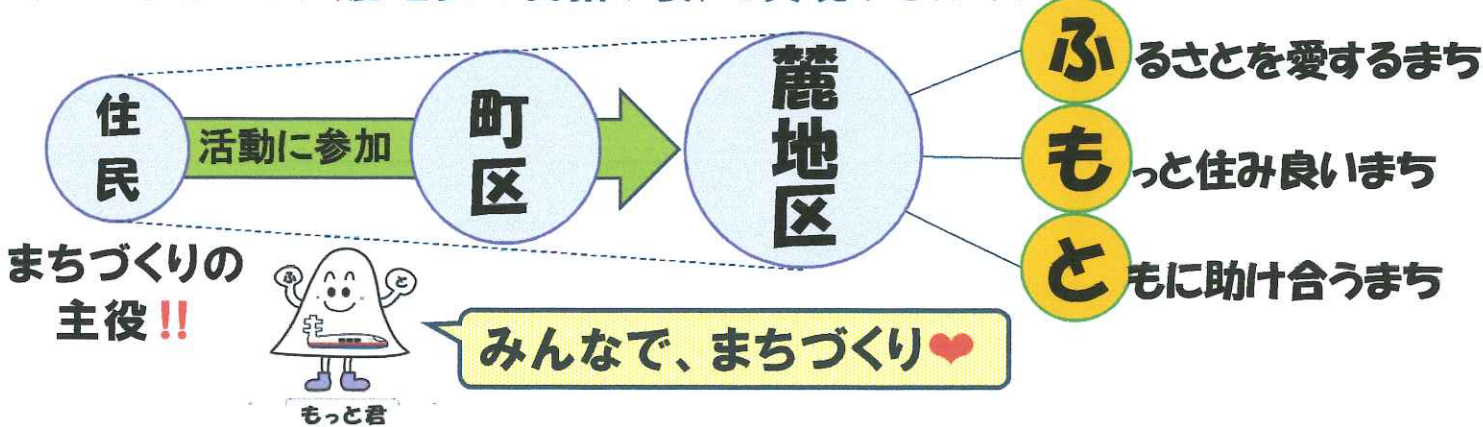 住民
活動に参加
町区
麓地区
ふるさとを愛するまち
もっと住み良いまち
ともに助け合うまち
まちづくりの
主役!!
ふ
と
も
みんなで、まちづくり❤
もっと君